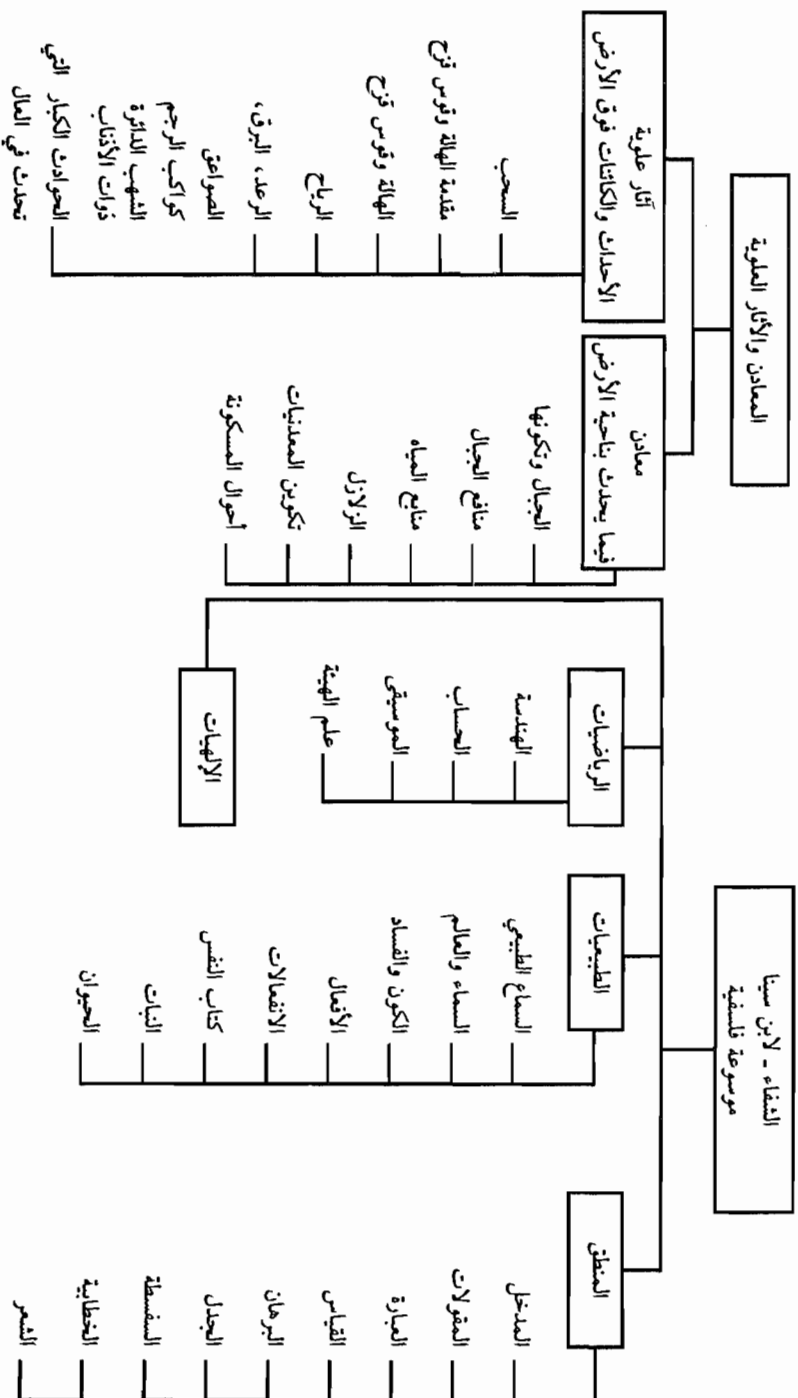 الشفاء - لابن سينا
موسوعة فلسفية
المنطق
المدخل
المقولات
العبارة
القياس
البرهان
الجدل
السفسطة
الخطابية
الشعر
الطبيعيات
السماع الطبيعي
السماء والعالم
الكون والفساد
الأفعال
الانفعالات
كتاب النفس
النبات
الحيوان
الرياضيات
الهندسة
الحساب
الموسيقى
علم الهيئة
الإلهيات
المعادن والأثار العلوية
معادن
فيما يحدث بناحية الأرض
الجبال وتكونها
منافع الجبال
منابع المياه
الزلازل
تكوين المعدنيات
أحوال المسكونة
آثار علوية
الأحداث والكائنات فوق الأرض
السحب
مقدمة الهالة وقوس قزح
الهالة وقوس قزح
الرياح
الرعد، البرق،
الصواعق
كواكب الرجم
الشهب الدائرة
ذوات الأذناب
الحوادث الكبار التي
تحدث في العال